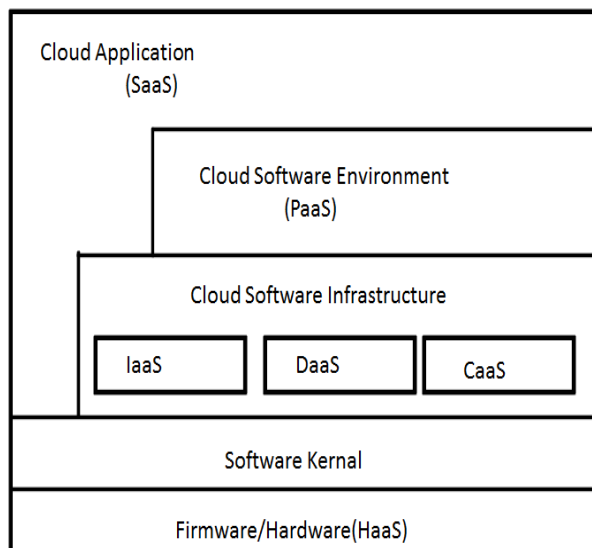 Cloud Application
(SaaS)
Cloud Software Environment
(PaaS)
Cloud Software Infrastructure
IaaS
DaaS
CaaS
Software Kernal
Firmware/Hardware(HaaS)